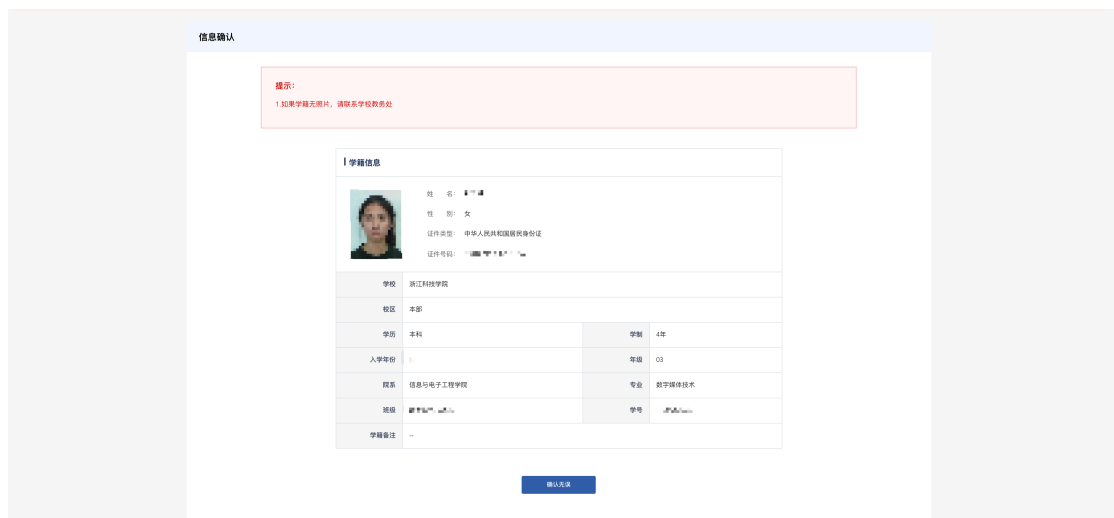 信息确认
提示：
1.如果学籍无照片，请联系学校教务处
学籍信息
姓 名：
性 别： 女
证件类型： 中华人民共和国居民身份证
证件号码：
学校 浙江科技学院
校区 本部
学历 本科 学制 4年
入学年份 年级 03
院系 信息与电子工程学院 专业 数字媒体技术
班级 学号
学籍备注 --
确认无误